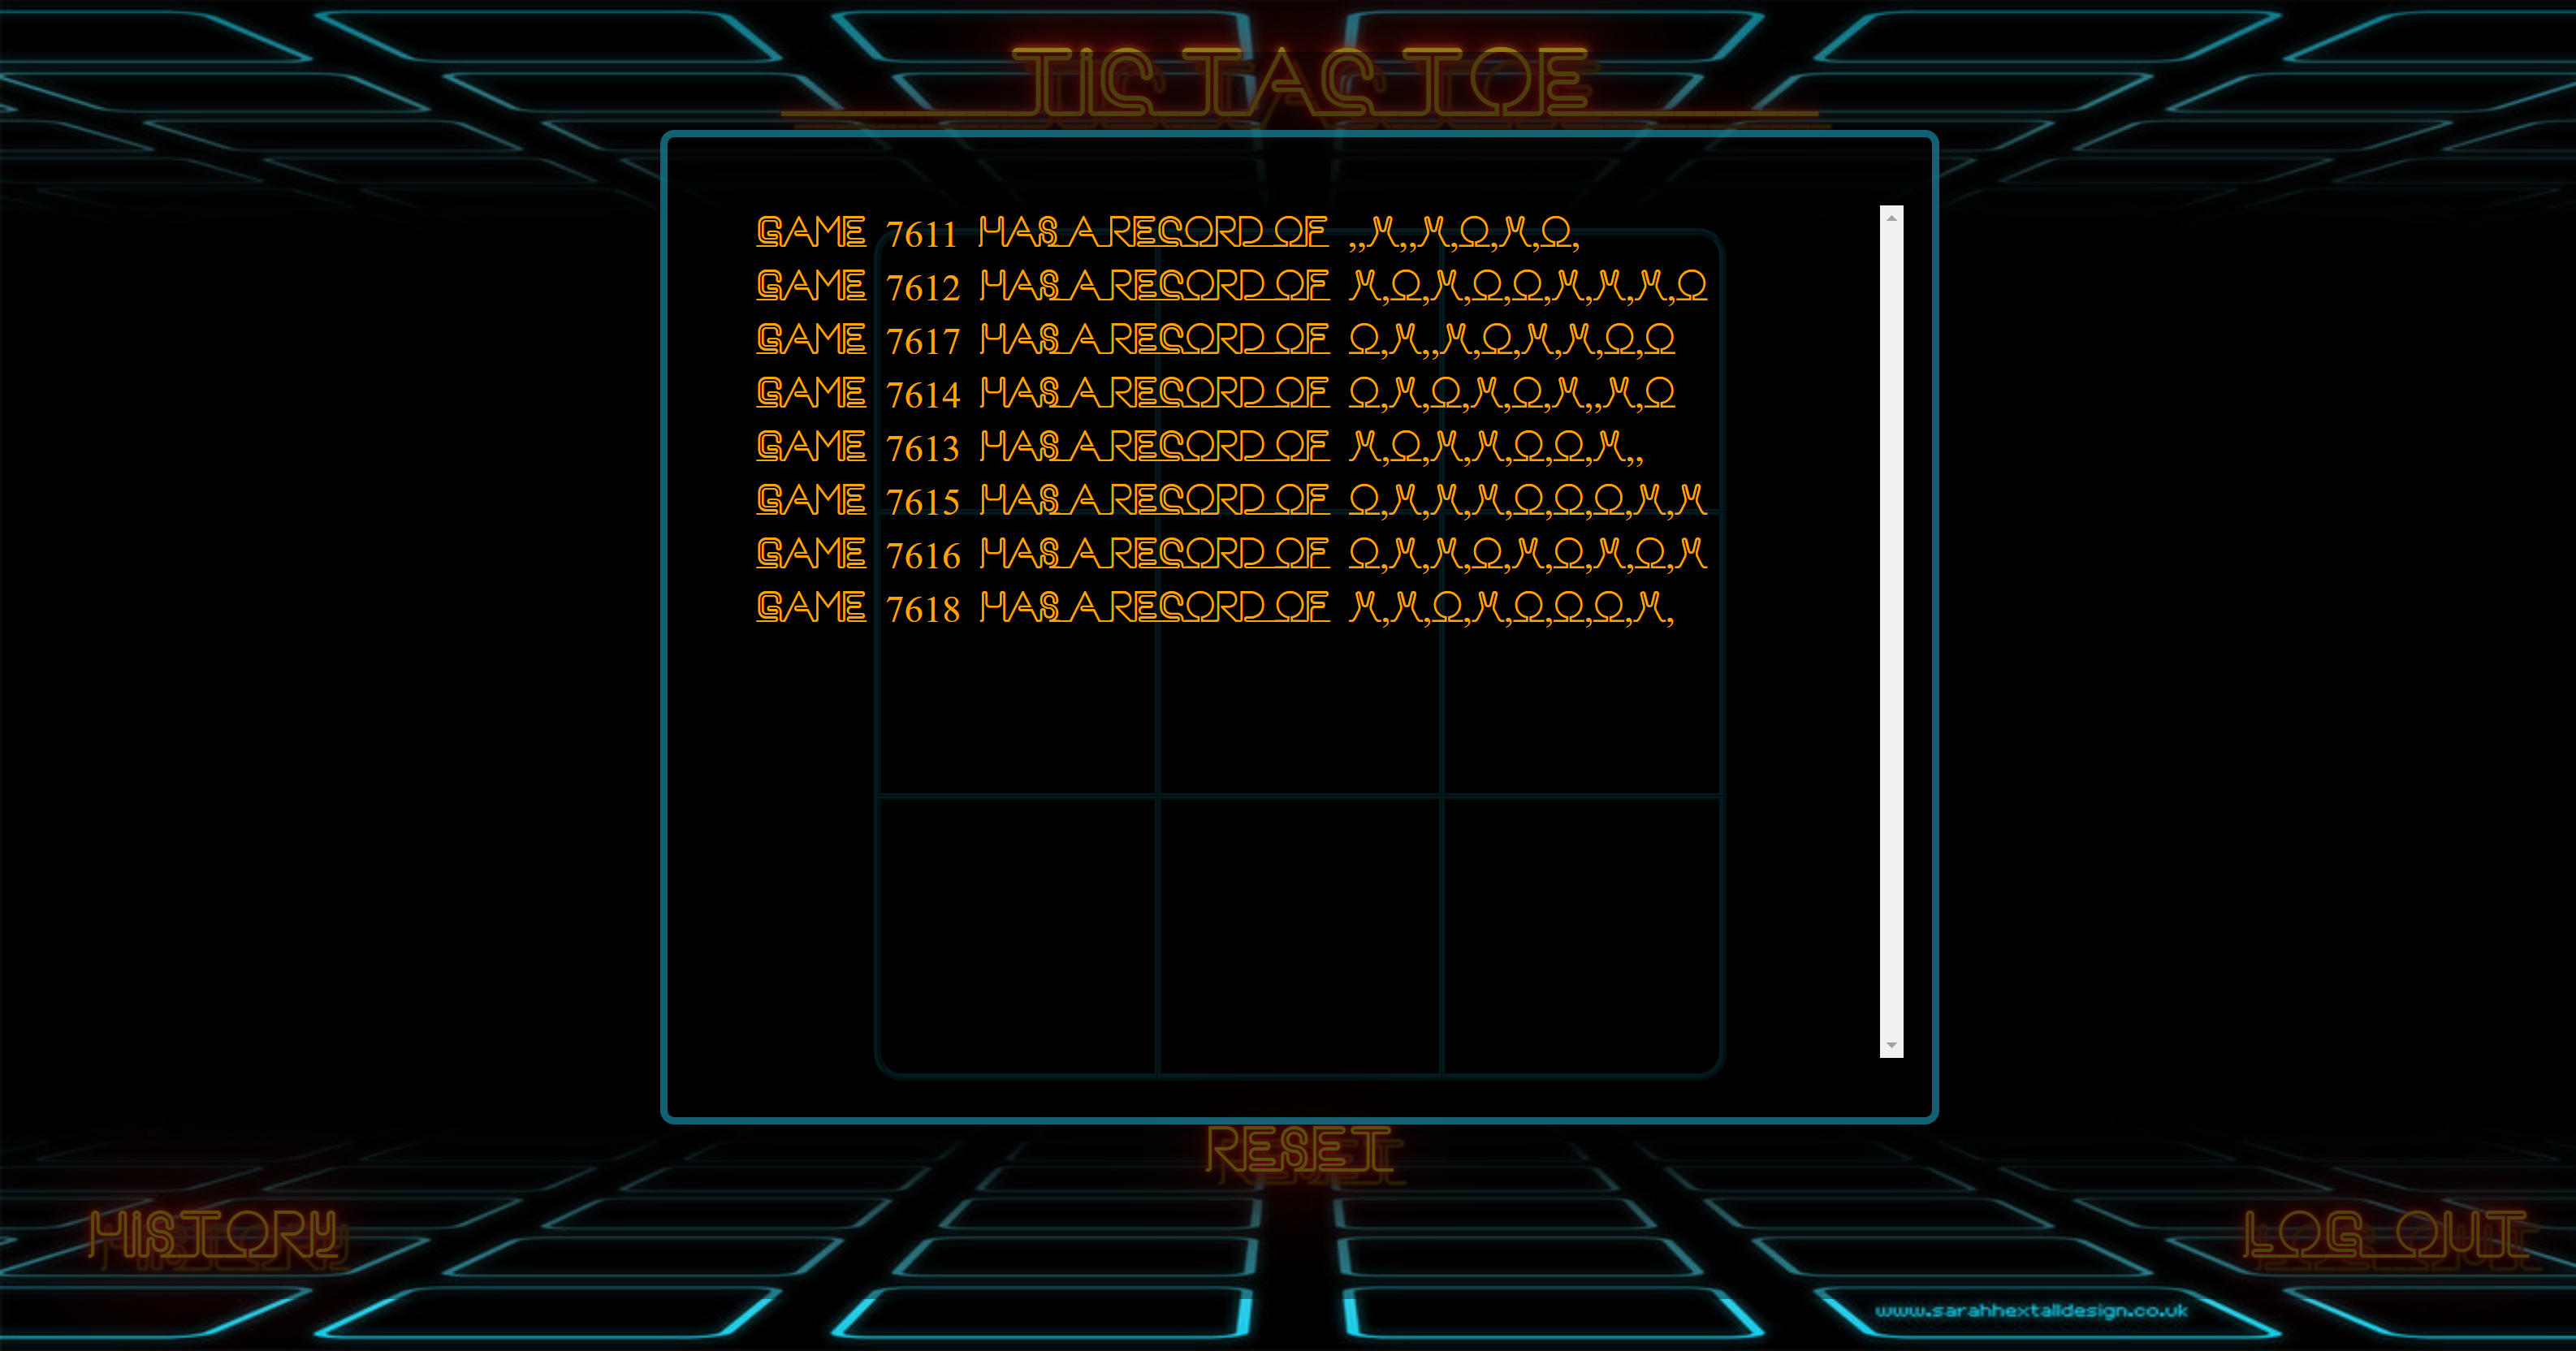 TIC TAC TOE
GAME 7611 HAS A RECORD OF ,,X,,X,O,X,O,
GAME 7612 HAS A RECORD OF X,O,X,O,O,X,X,X,O
GAME 7617 HAS A RECORD OF O,X,,X,O,X,X,O,O
GAME 7614 HAS A RECORD OF O,X,O,X,O,X,,X,O
GAME 7613 HAS A RECORD OF X,O,X,X,O,O,X,,
GAME 7615 HAS A RECORD OF O,X,X,X,O,O,O,X,X
GAME 7616 HAS A RECORD OF O,X,X,O,X,O,X,O,X
GAME 7618 HAS A RECORD OF X,X,O,X,O,O,O,X,
RESET
HISTORY
LOG OUT
www.sarahhextalldesign.co.uk